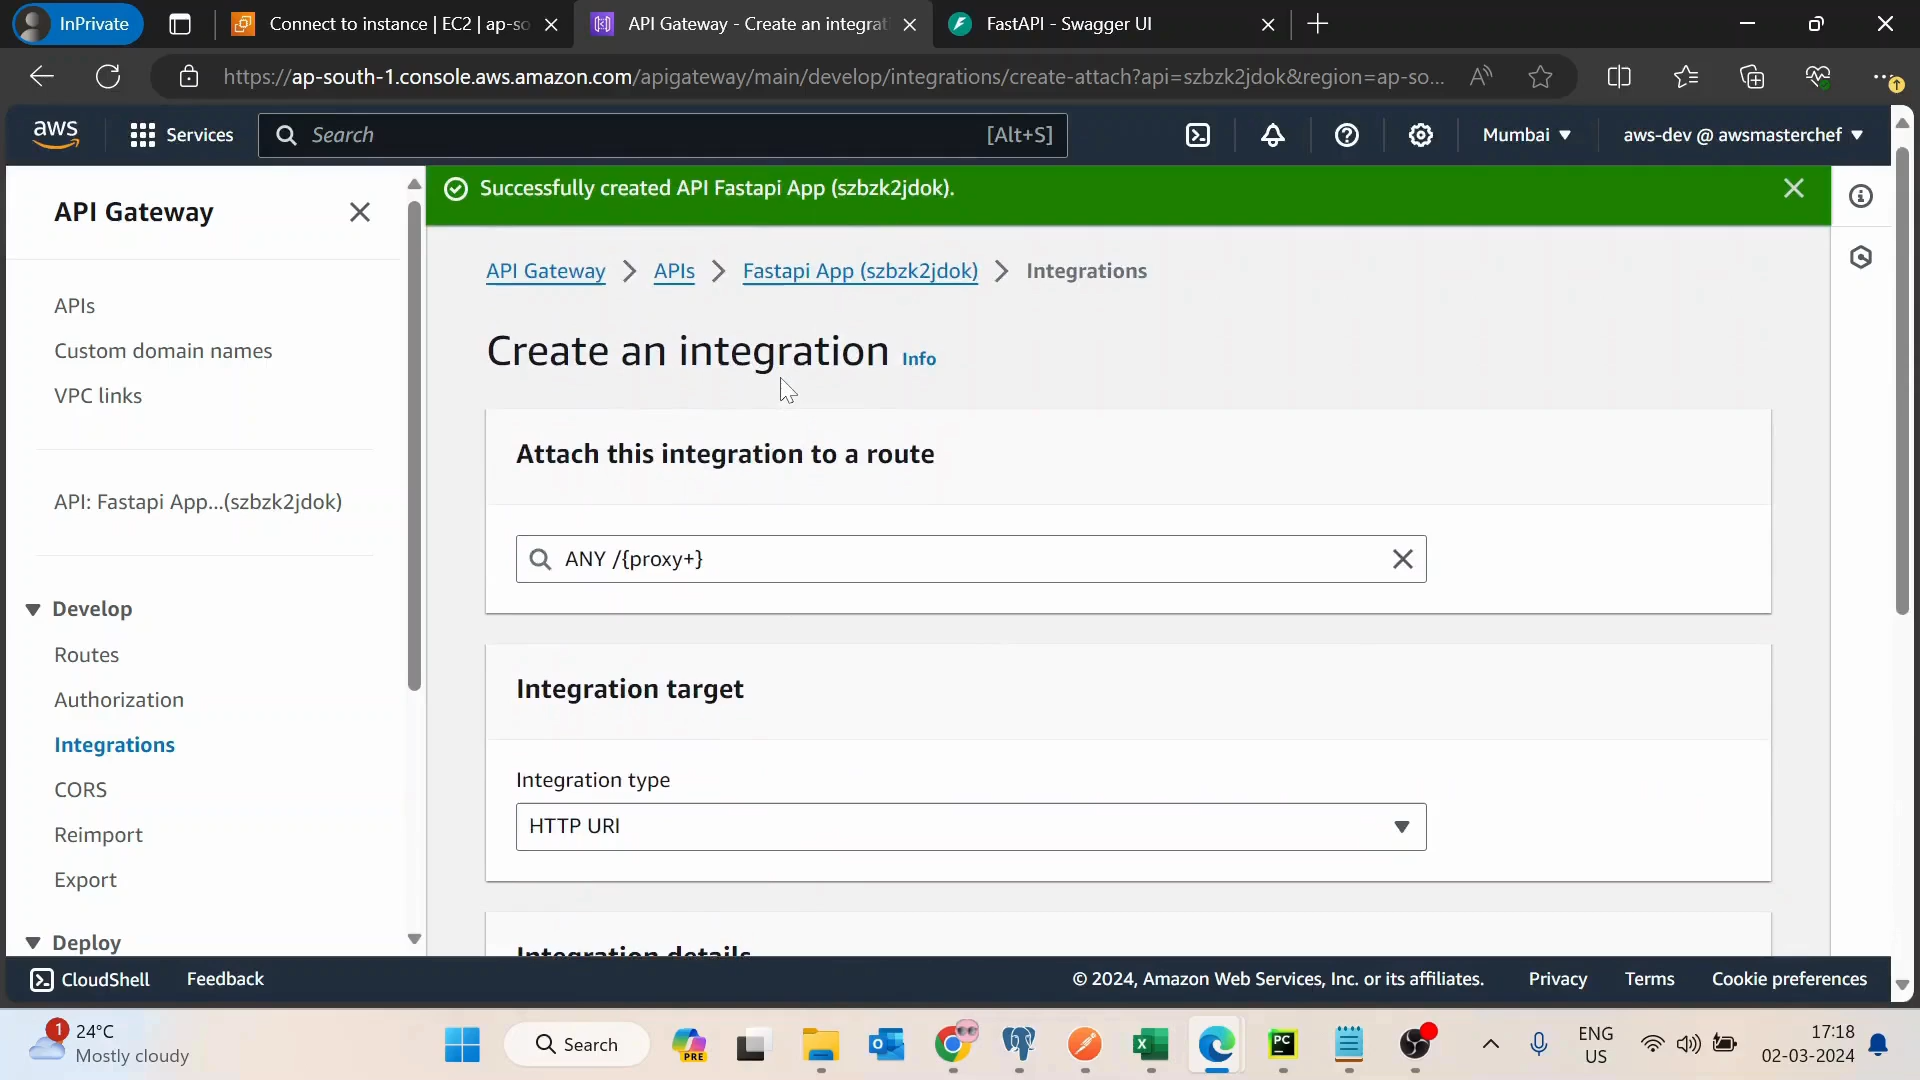 InPrivate
Connect to instance | EC2 | ap-so
API Gateway - Create an integrat
FastAPI - Swagger UI
https://ap-south-1.console.aws.amazon.com/apigateway/main/develop/integrations/create-attach?api=szbzk2jdok&region=ap-so...
aws
Services
Search
[Alt+S]
Mumbai
aws-dev @ awsmasterchef
API Gateway
Successfully created API Fastapi App (szbzk2jdok).
API Gateway
APIs
Fastapi App (szbzk2jdok)
Integrations
APIs
Custom domain names
VPC links
API: Fastapi App...(szbzk2jdok)
Develop
Routes
Authorization
Integrations
CORS
Reimport
Export
Deploy
Create an integration Info
Attach this integration to a route
ANY /{proxy+}
Integration target
Integration type
HTTP URI
Integration details
CloudShell
Feedback
© 2024, Amazon Web Services, Inc. or its affiliates.
Privacy
Terms
Cookie preferences
1
24°C
Mostly cloudy
Search
PRE
PC
ENG
US
17:18
02-03-2024